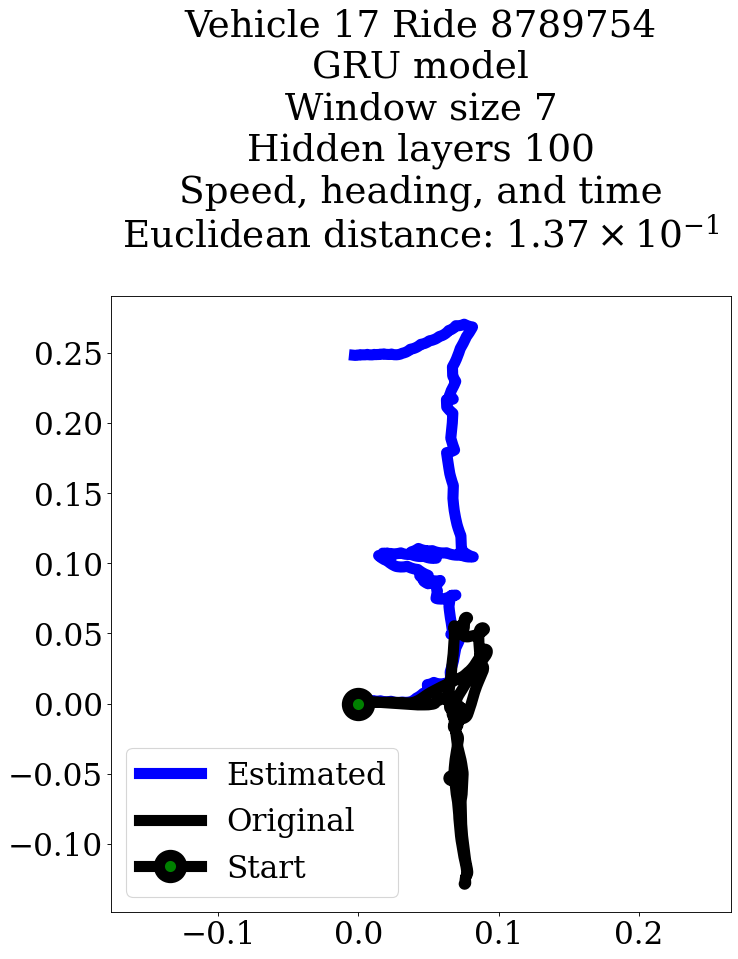 Vehicle 17 Ride 8789754
GRU model
Window size 7
Hidden layers 100
Speed, heading, and time
Euclidean distance: 1.37 × 10⁻¹
0.25
0.20
0.15
0.10
0.05
0.00
−0.05
−0.10
Estimated
Original
Start
−0.1 0.0 0.1 0.2